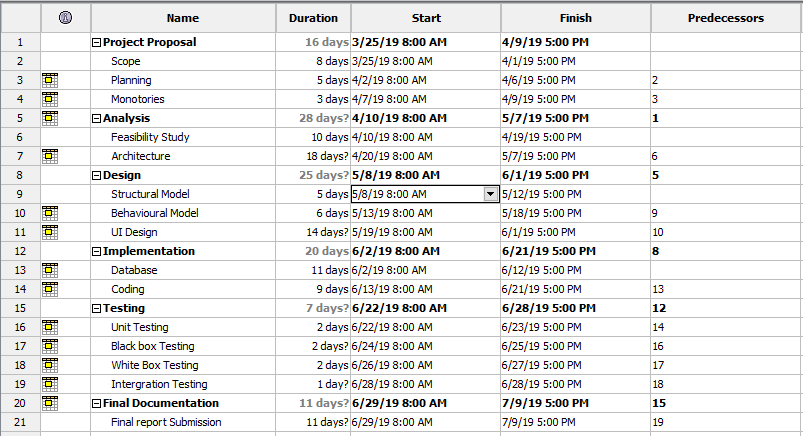 Name Duration Start Finish Predecessors
1 Project Proposal 16 days 3/25/19 8:00 AM 4/9/19 5:00 PM
2 Scope 8 days 3/25/19 8:00 AM 4/1/19 5:00 PM
3 Planning 5 days 4/2/19 8:00 AM 4/6/19 5:00 PM 2
4 Monotories 3 days 4/7/19 8:00 AM 4/9/19 5:00 PM 3
5 Analysis 28 days? 4/10/19 8:00 AM 5/7/19 5:00 PM 1
6 Feasibility Study 10 days 4/10/19 8:00 AM 4/19/19 5:00 PM
7 Architecture 18 days? 4/20/19 8:00 AM 5/7/19 5:00 PM 6
8 Design 25 days? 5/8/19 8:00 AM 6/1/19 5:00 PM 5
9 Structural Model 5 days 5/8/19 8:00 AM 5/12/19 5:00 PM
10 Behavioural Model 6 days 5/13/19 8:00 AM 5/18/19 5:00 PM 9
11 UI Design 14 days? 5/19/19 8:00 AM 6/1/19 5:00 PM 10
12 Implementation 20 days 6/2/19 8:00 AM 6/21/19 5:00 PM 8
13 Database 11 days 6/2/19 8:00 AM 6/12/19 5:00 PM
14 Coding 9 days 6/13/19 8:00 AM 6/21/19 5:00 PM 13
15 Testing 7 days? 6/22/19 8:00 AM 6/28/19 5:00 PM 12
16 Unit Testing 2 days 6/22/19 8:00 AM 6/23/19 5:00 PM 14
17 Black box Testing 2 days? 6/24/19 8:00 AM 6/25/19 5:00 PM 16
18 White Box Testing 2 days 6/26/19 8:00 AM 6/27/19 5:00 PM 17
19 Intergration Testing 1 day? 6/28/19 8:00 AM 6/28/19 5:00 PM 18
20 Final Documentation 11 days? 6/29/19 8:00 AM 7/9/19 5:00 PM 15
21 Final report Submission 11 days? 6/29/19 8:00 AM 7/9/19 5:00 PM 19